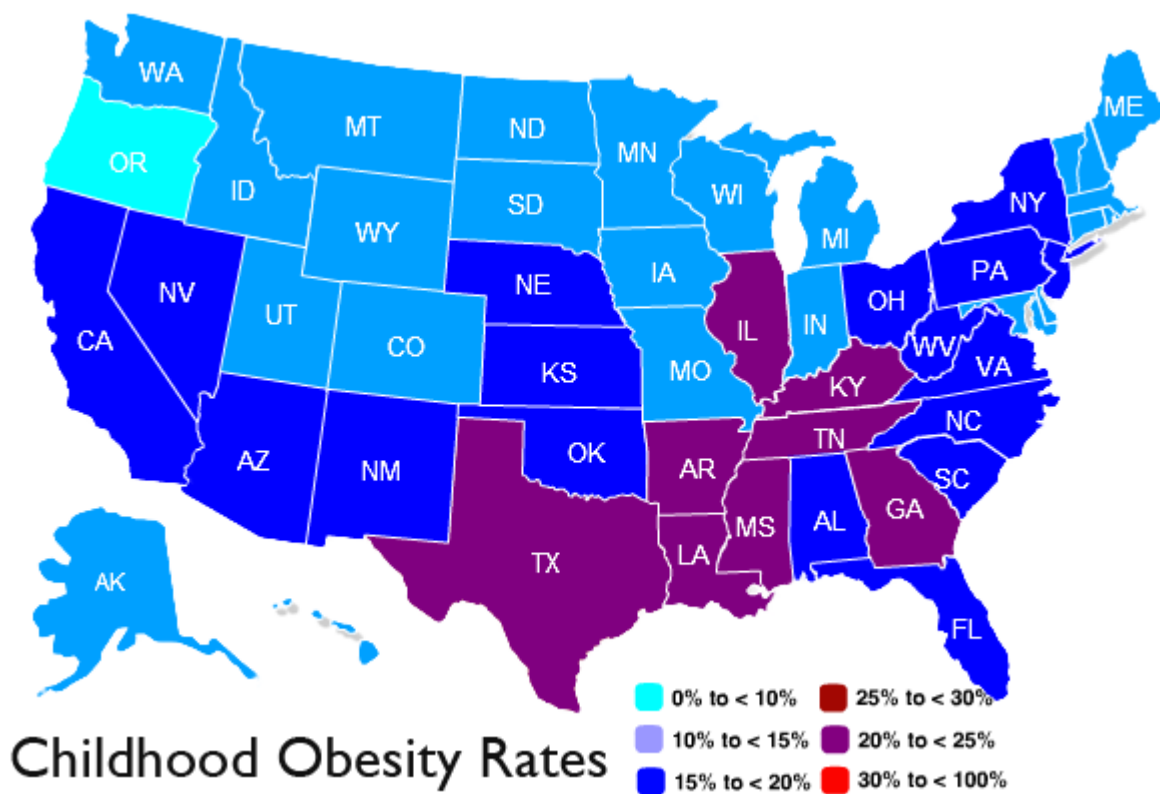 WA
ME
MT
ND
MN
OR
ID
WI
SD
NY
WY
MI
IA
PA
NE
NV
OH
IN
UT
IL
CA
CO
WV
VA
KS
MO
KY
NC
TN
OK
AZ
NM
AR
SC
GA
MS
AL
LA
TX
AK
FL
0% to < 10%
25% to < 30%
10% to < 15%
20% to < 25%
Childhood Obesity Rates
15% to < 20%
30% to < 100%